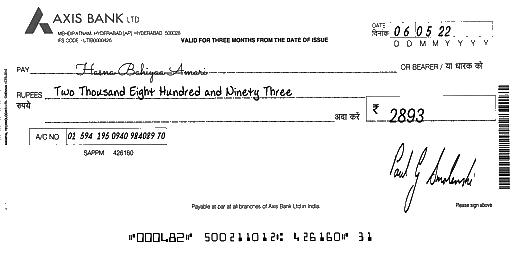 AXIS BANK LTD
MEHDIPATNAM, HYDERABAD(AP) HYDERABAD 500028
IFS CODE - UTIB0000426
VALID FOR THREE MONTHS FROM THE DATE OF ISSUE
DATE
दिनांक 06 05 22
D D M M Y Y Y Y
PAY Hasna Bahiyaa Amari OR BEARER / या धारक को
RUPEES Two Thousand Eight Hundred and Ninety Three
रुपये
अदा करें ₹ 2893
A/C NO 01 594 195 0940 984089 70
SAPPM 426160
Paul G Smolenski
Payable at par at all branches of Axis Bank Ltd in India.
Please sign above
"000482" 500211012: 426160" 31